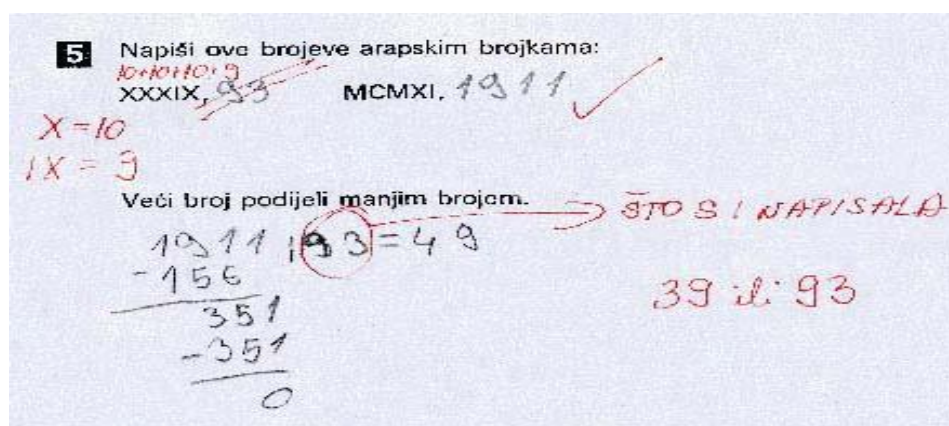 5 Napiši ove brojeve arapskim brojkama:
10+10+10+9
XXXIX, 93 MCMXI, 1911
X=10
IX = 9
Veći broj podijeli manjim brojem.
1911:93=49
ŠTO SI NAPISALA
-156
39 ili 93
351
-351
0